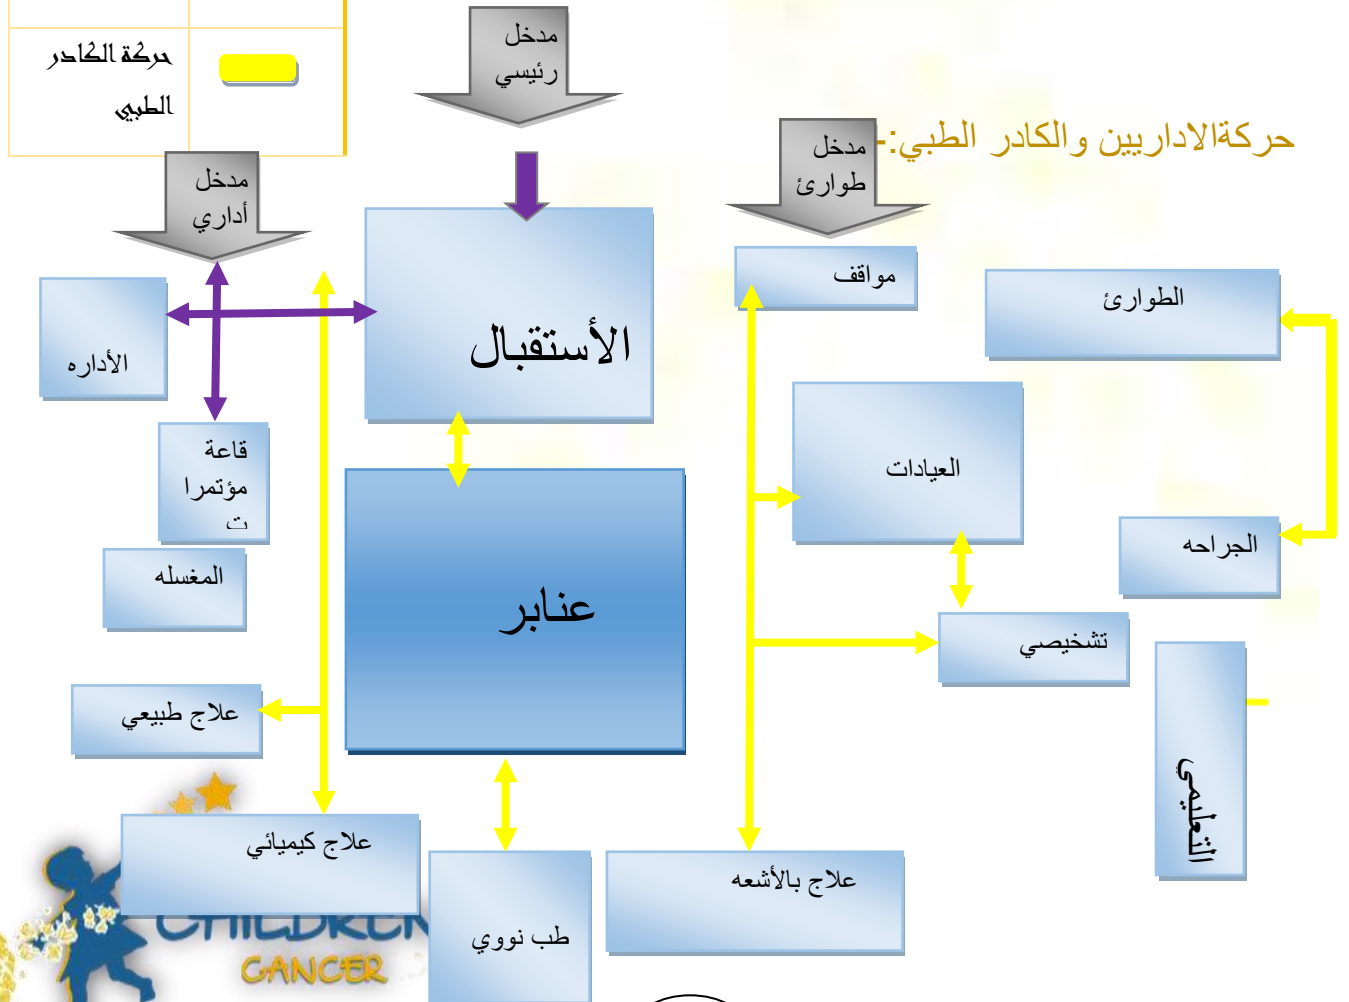 حركة الكادر
الطبي
مدخل
رئيسي
حركةالاداريين والكادر الطبي:-
مدخل
طوارئ
مدخل
أداري
مواقف
الطوارئ
الأداره
الأستقبال
قاعة
مؤتمرا
ت
العيادات
الجراحه
المغسله
عنابر
تشخيصي
علاج طبيعي
التعليمي
علاج كيميائي
علاج بالأشعه
طب نووي
CHILDREN
CANCER